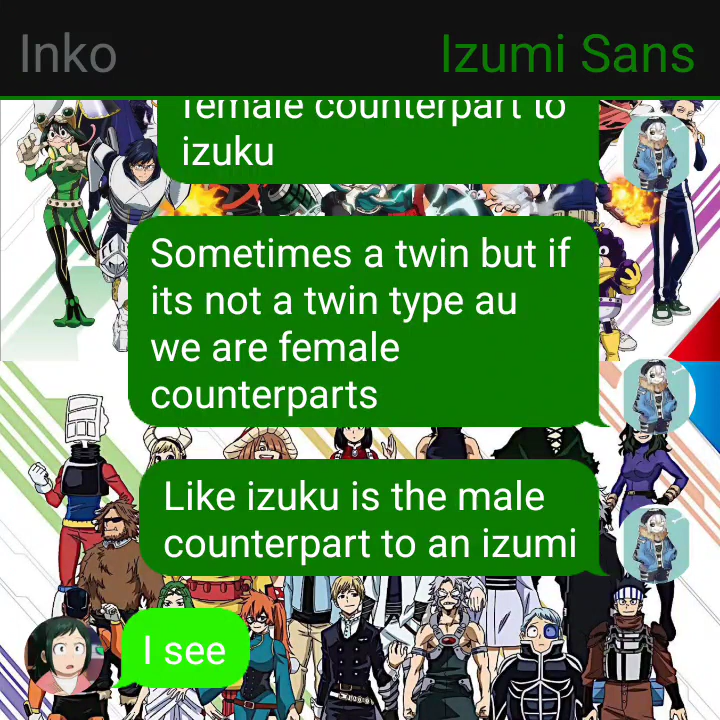 Inko
Izumi Sans
female counterpart to
izuku
Sometimes a twin but if
its not a twin type au
we are female
counterparts
Like izuku is the male
counterpart to an izumi
I see